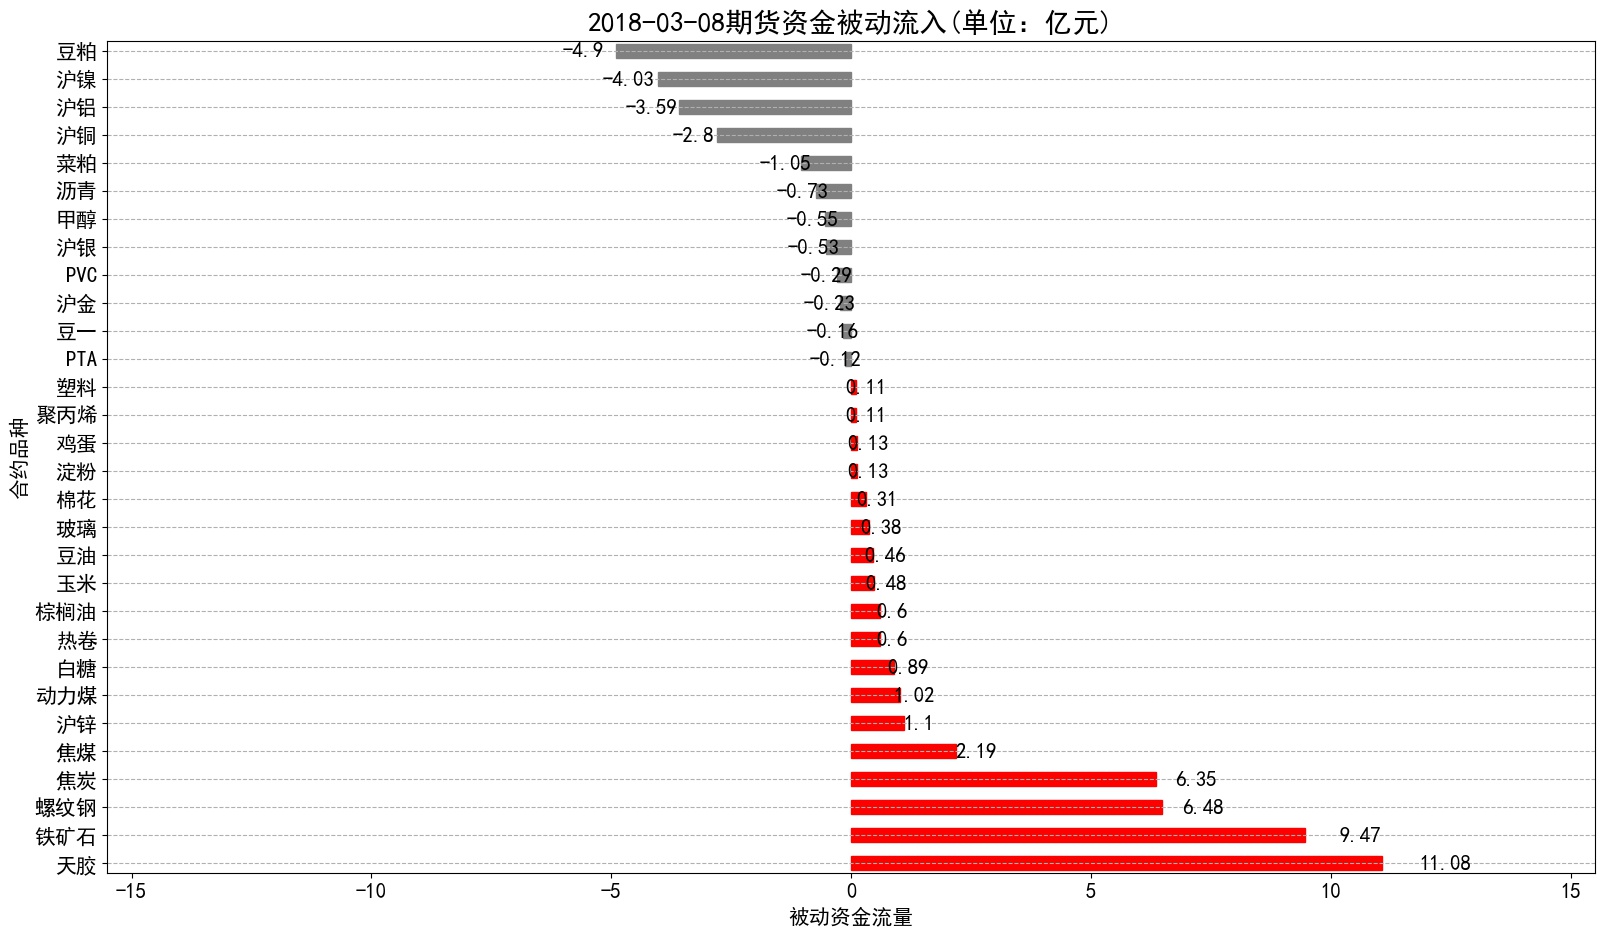 2018-03-08期货资金被动流入(单位：亿元)
合约品种
豆粕 -4.9
沪镍 -4.03
沪铝 -3.59
沪铜 -2.8
菜粕 -1.05
沥青 -0.73
甲醇 -0.55
沪银 -0.53
PVC -0.29
沪金 -0.23
豆一 -0.16
PTA -0.12
塑料 0.11
聚丙烯 0.11
鸡蛋 0.13
淀粉 0.13
棉花 0.31
玻璃 0.38
豆油 0.46
玉米 0.48
棕榈油 0.6
热卷 0.6
白糖 0.89
动力煤 1.02
沪锌 1.1
焦煤 2.19
焦炭 6.35
螺纹钢 6.48
铁矿石 9.47
天胶 11.08
-15 -10 -5 0 5 10 15
被动资金流量